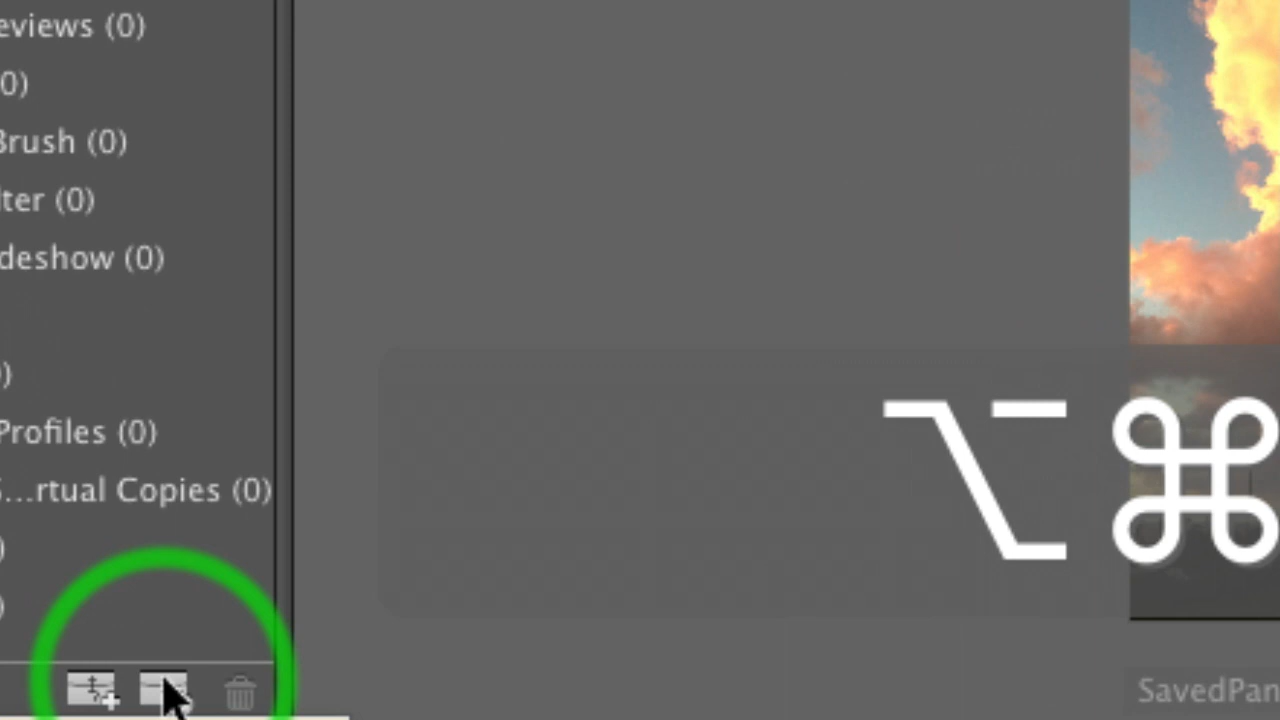 eviews (0)
0)
Brush (0)
lter (0)
deshow (0)
)
Profiles (0)
S...rtual Copies (0)
)
)
⌥⌘
SavedPan